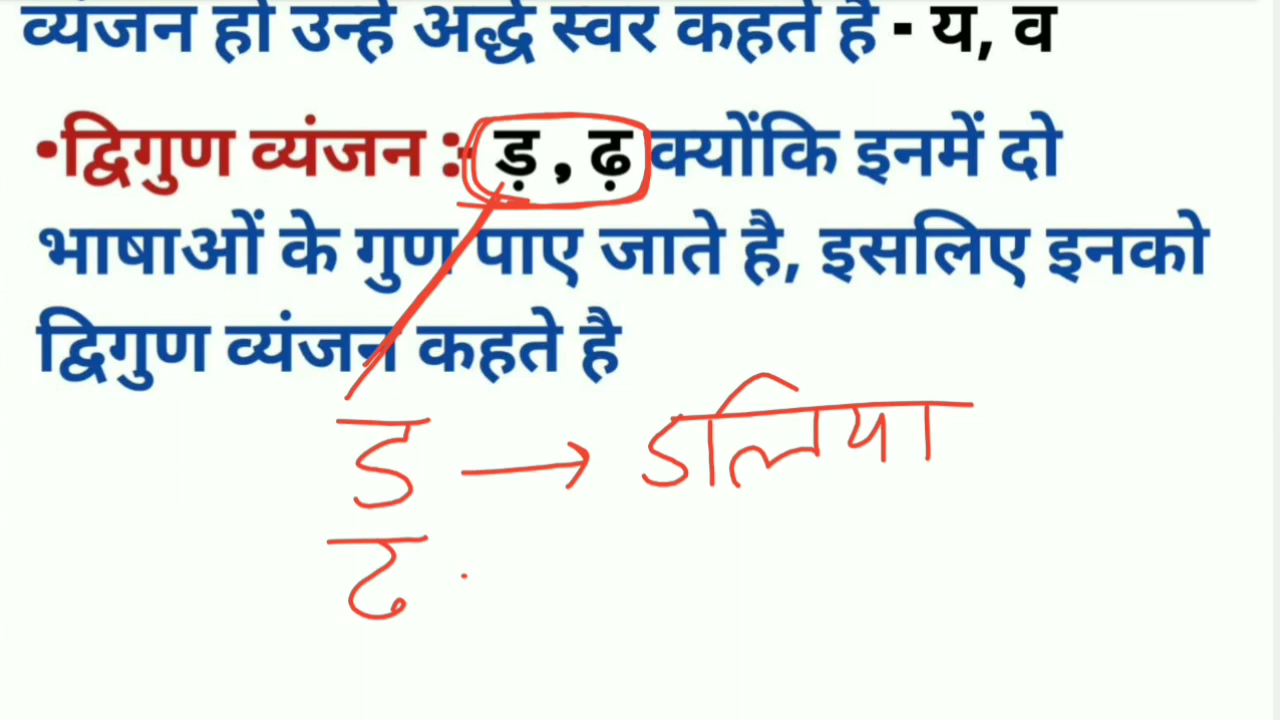 व्यंजन हो उन्हे अर्द्ध स्वर कहते है - य, व
•द्विगुण व्यंजन :- ड़ , ढ़ क्योंकि इनमें दो
भाषाओं के गुण पाए जाते है, इसलिए इनको
द्विगुण व्यंजन कहते है
ड → डलिया
ढ